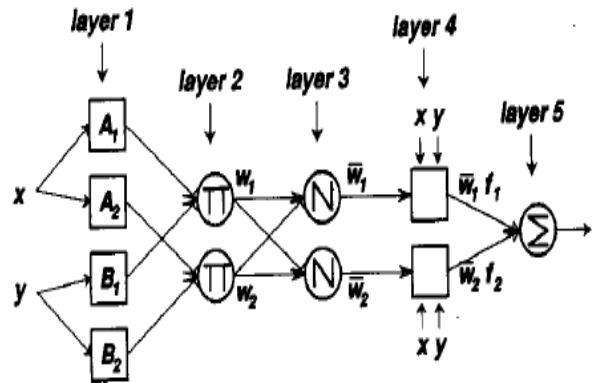 layer 1
layer 4
layer 2
layer 3
x y
layer 5
A₁
x
w₁
w̅₁
w̅₁ f₁
Π
N
A₂
Σ
B₁
y
Π
N
w₂
w̅₂
w̅₂ f₂
B₂
x y